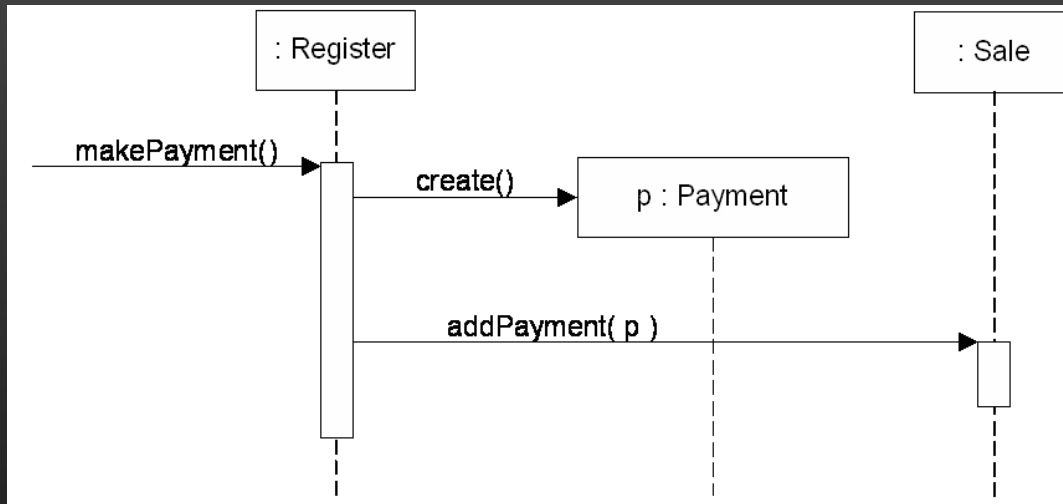 : Register
: Sale
makePayment()
create()
p : Payment
addPayment( p )